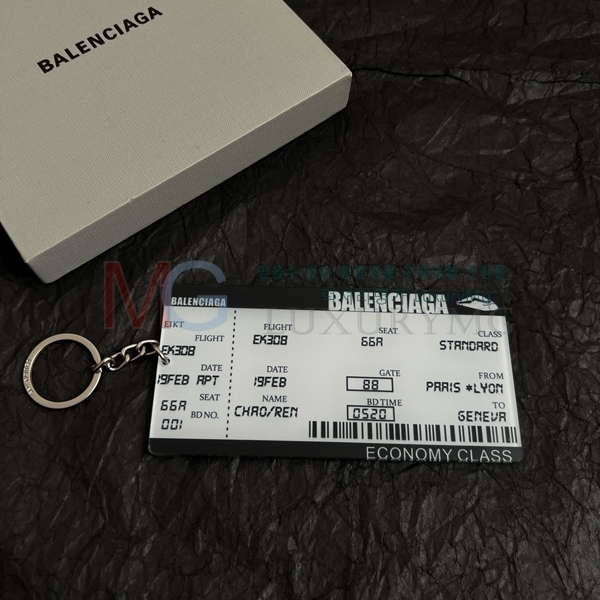 BALENCIAGA
BALENCIAGA
EIKT
FLIGHT
EK308
19FEB APT
SEAT
66A
BD NO.
001
BALENCIAGA
FLIGHT
EK308
SEAT
66A
CLASS
STANDARD
DATE
19FEB
GATE
88
FROM
PARIS *LYON
NAME
CHAO/REN
BD TIME
0520
TO
GENEVA
ECONOMY CLASS
MG